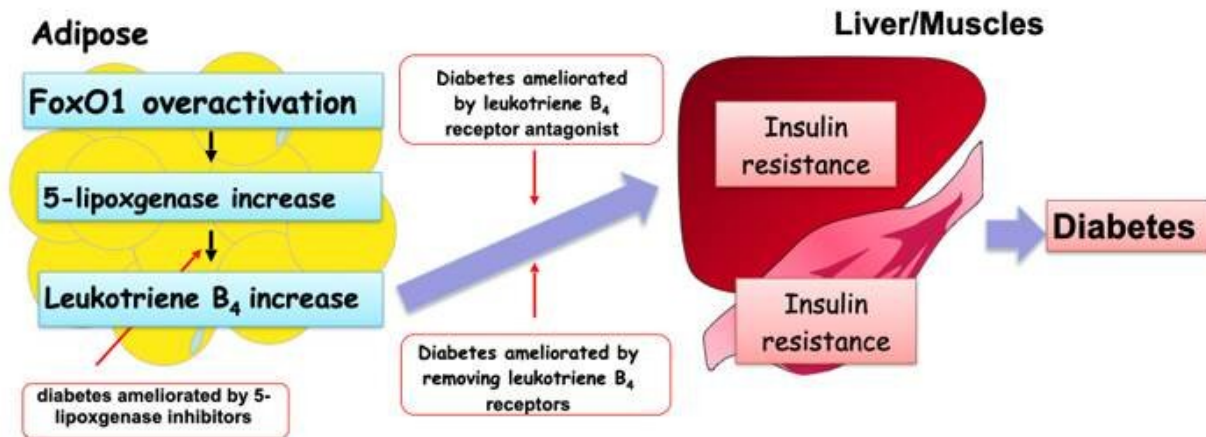 Adipose
FoxO1 overactivation
5-lipoxgenase increase
Leukotriene B₄ increase
diabetes ameliorated by 5-
lipoxgenase inhibitors
Diabetes ameliorated
by leukotriene B₄
receptor antagonist
Diabetes ameliorated by
removing leukotriene B₄
receptors
Liver/Muscles
Insulin
resistance
Insulin
resistance
Diabetes